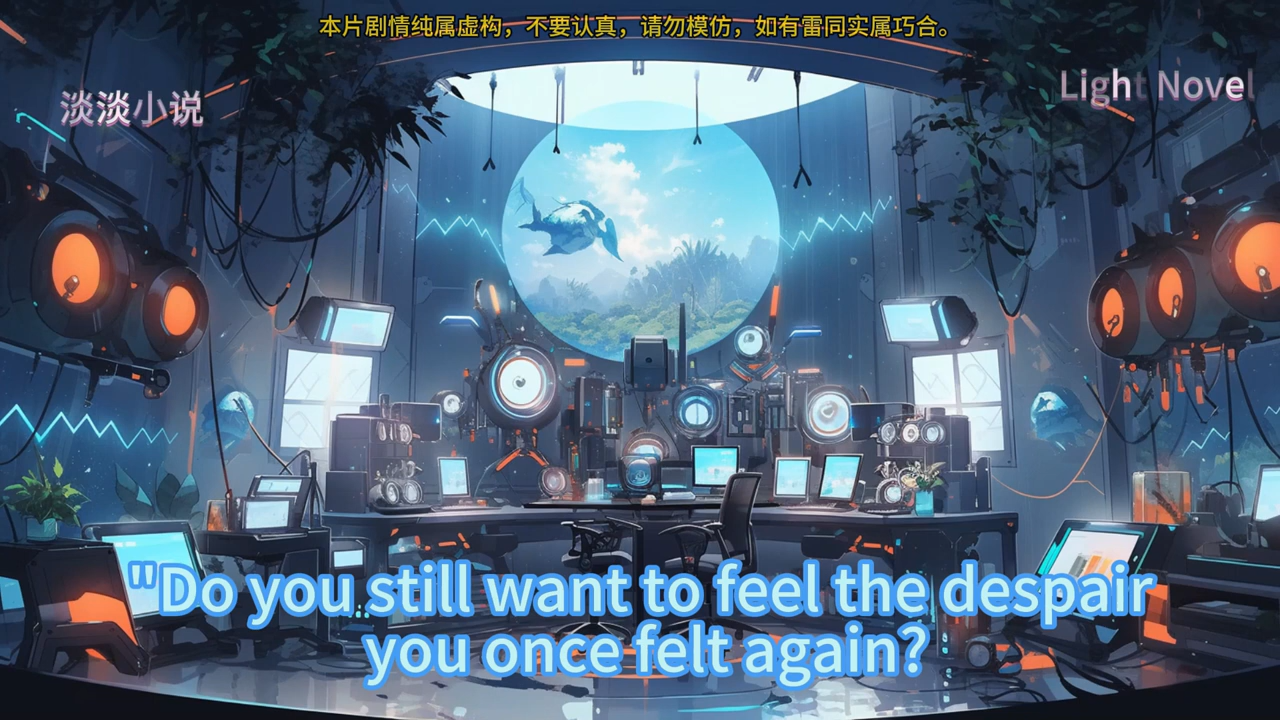 本片剧情纯属虚构，不要认真，请勿模仿，如有雷同实属巧合。
淡淡小说
Light Novel
"Do you still want to feel the despair
you once felt again?